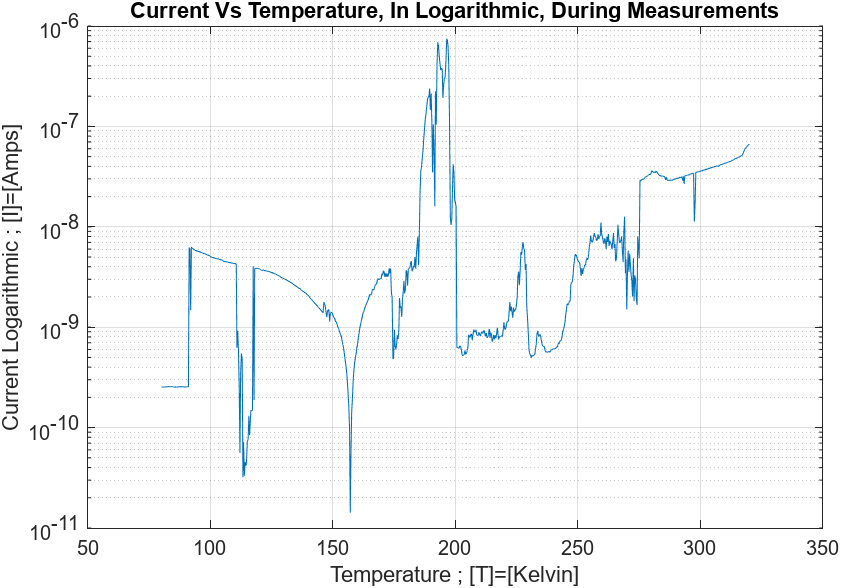 Current Vs Temperature, In Logarithmic, During Measurements
Current Logarithmic ; [I]=[Amps]
10^-6
10^-7
10^-8
10^-9
10^-10
10^-11
50 100 150 200 250 300 350
Temperature ; [T]=[Kelvin]